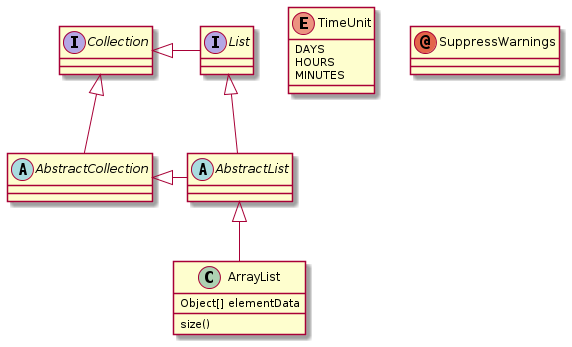 I Collection
I List
E TimeUnit
DAYS
HOURS
MINUTES
@ SuppressWarnings
A AbstractCollection
A AbstractList
C ArrayList
Object[] elementData
size()